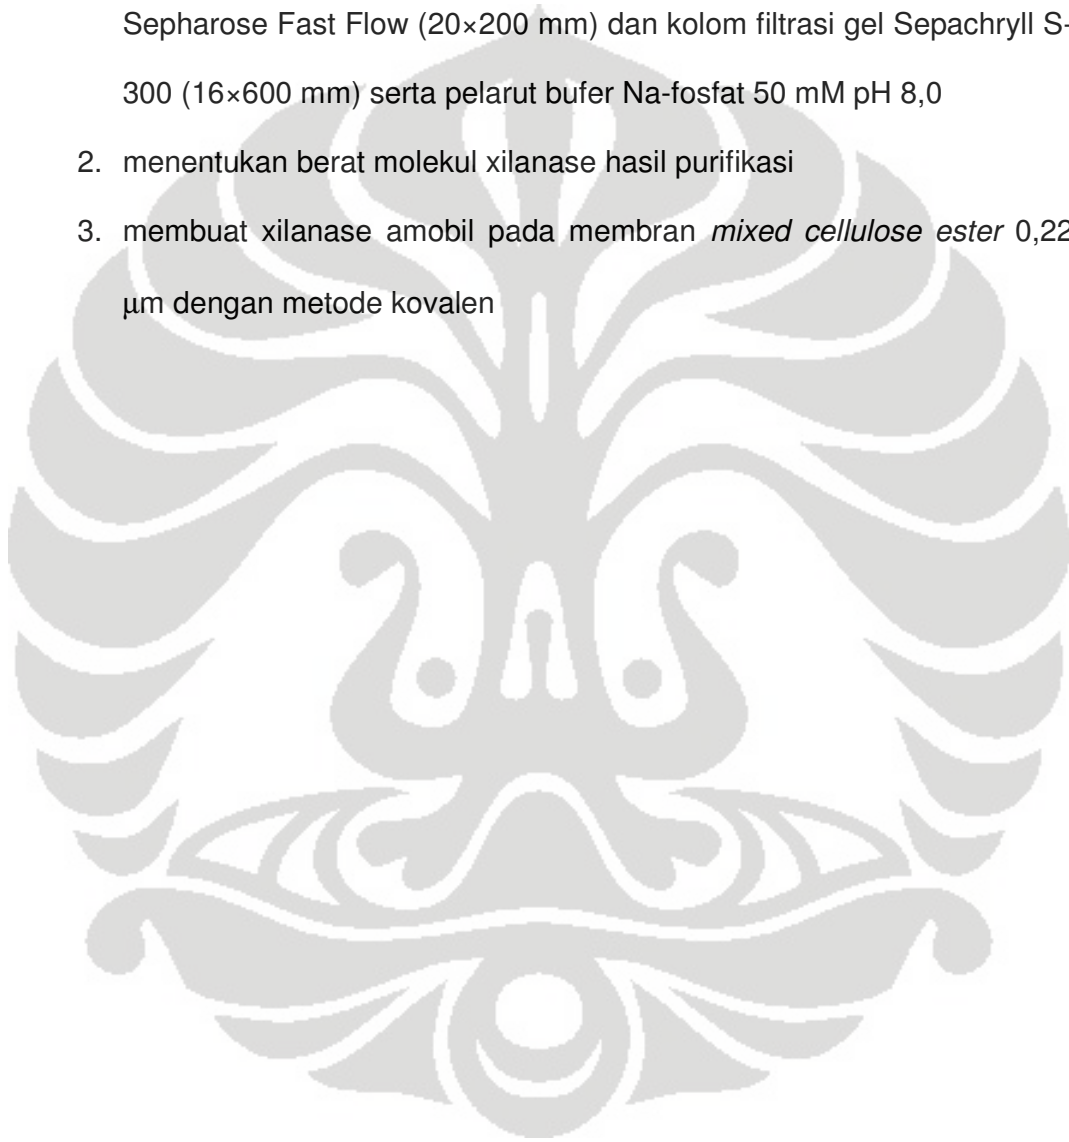 Sepharose Fast Flow (20×200 mm) dan kolom filtrasi gel Sepachryll S-
300 (16×600 mm) serta pelarut bufer Na-fosfat 50 mM pH 8,0
2. menentukan berat molekul xilanase hasil purifikasi
3. membuat xilanase amobil pada membran mixed cellulose ester 0,22
μm dengan metode kovalen